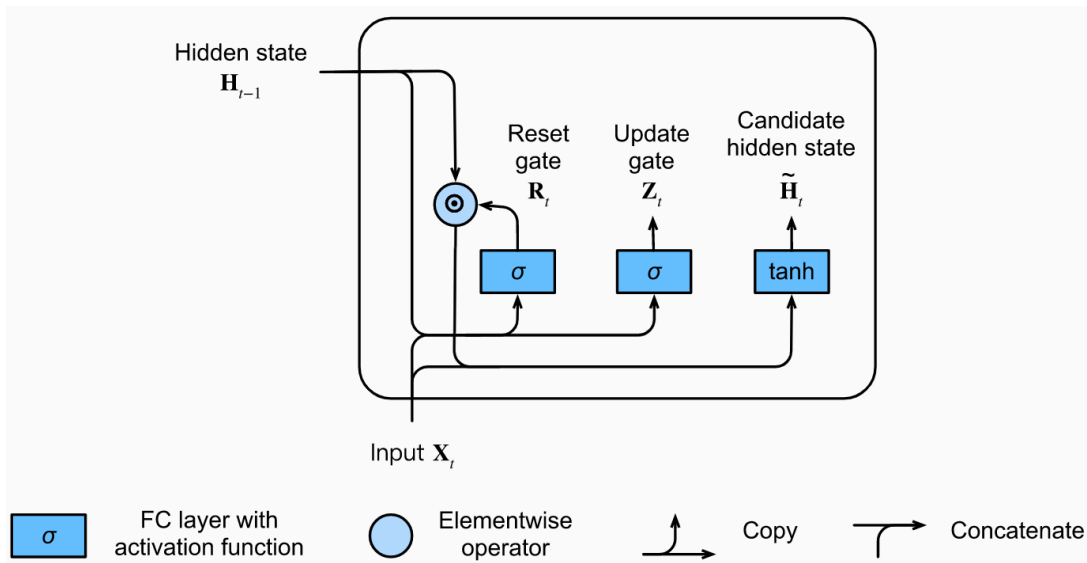 Hidden state
H_{t−1}
Reset
gate
R_t
Update
gate
Z_t
Candidate
hidden state
H̃_t
⊙
σ
σ
tanh
Input X_t
σ
FC layer with
activation function
Elementwise
operator
Copy
Concatenate